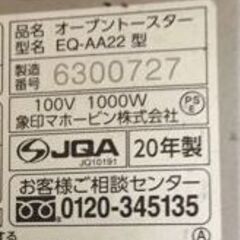 品名 オーブントースター
型名 EQ-AA22 型
製造番号 6300727
100V 1000W
PSE
象印マホービン株式会社
JQA
JQ10191
20年製
お客様ご相談センター
0120-345135